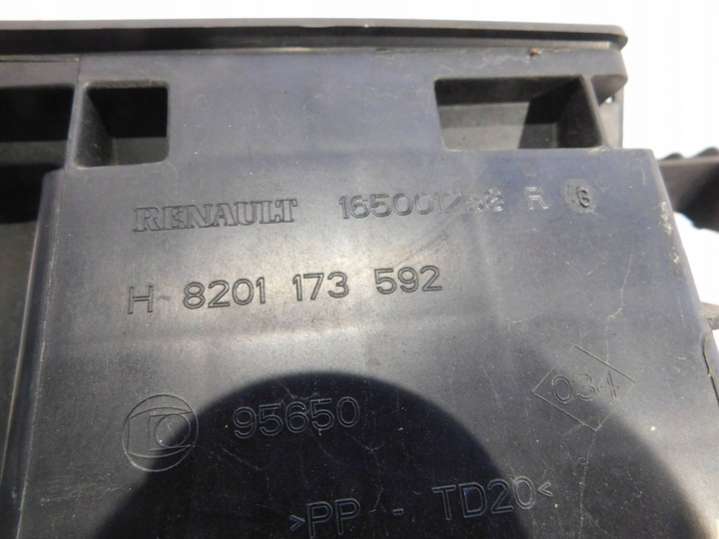 RENAULT R G
H 8201 173 592
034
95650
>PP - TD20<